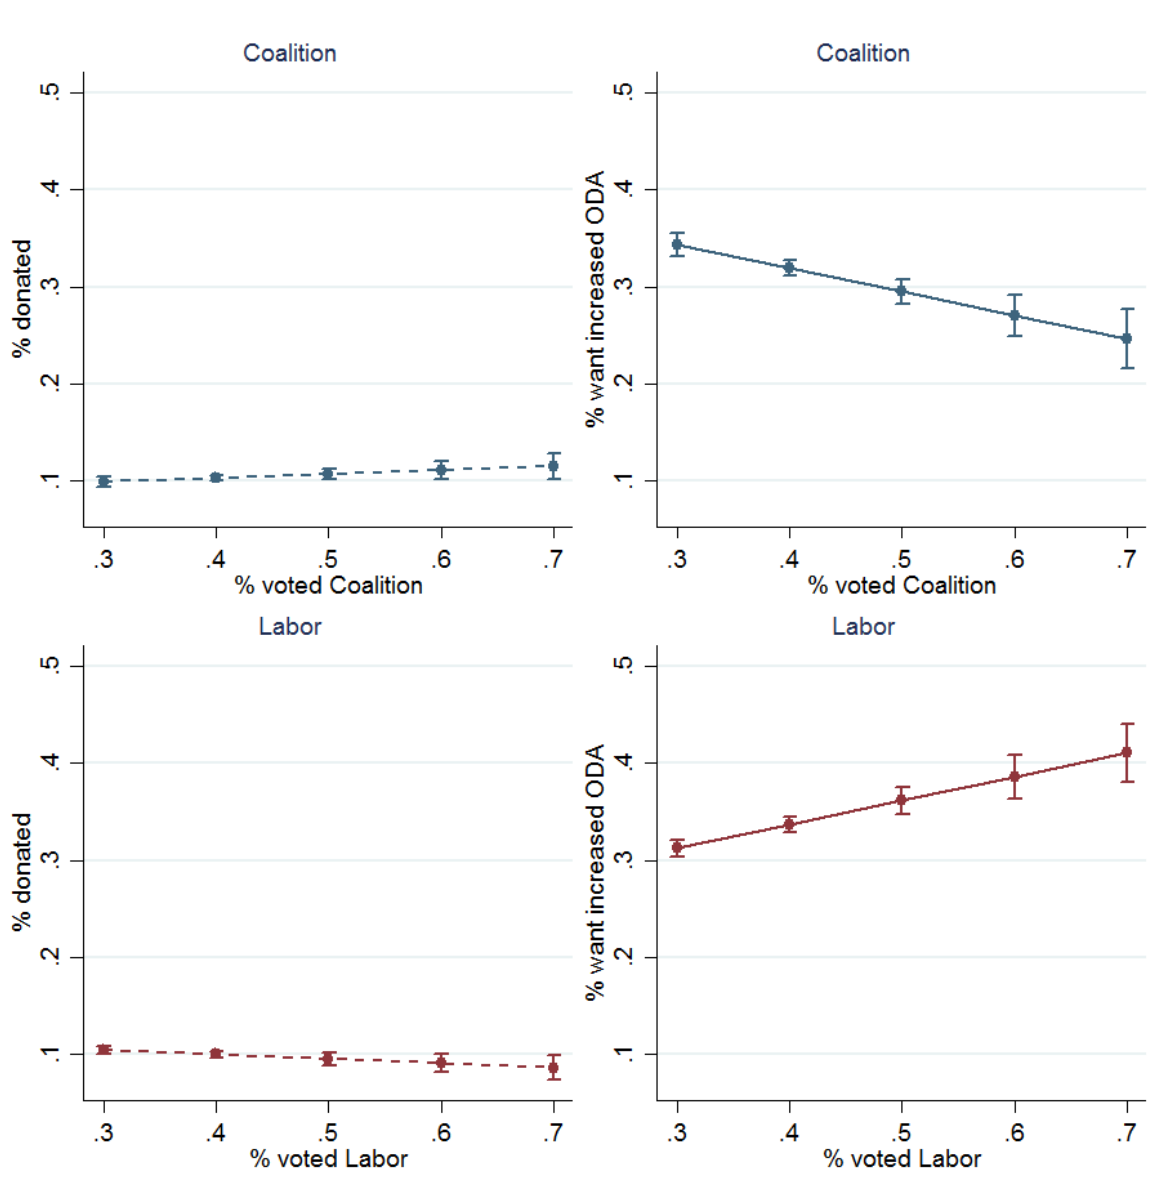 Coalition
.5
.4
.3
.2
.1
% donated
.3 .4 .5 .6 .7
% voted Coalition
Coalition
.5
.4
.3
.2
.1
% want increased ODA
.3 .4 .5 .6 .7
% voted Coalition
Labor
.5
.4
.3
.2
.1
% donated
.3 .4 .5 .6 .7
% voted Labor
Labor
.5
.4
.3
.2
.1
% want increased ODA
.3 .4 .5 .6 .7
% voted Labor